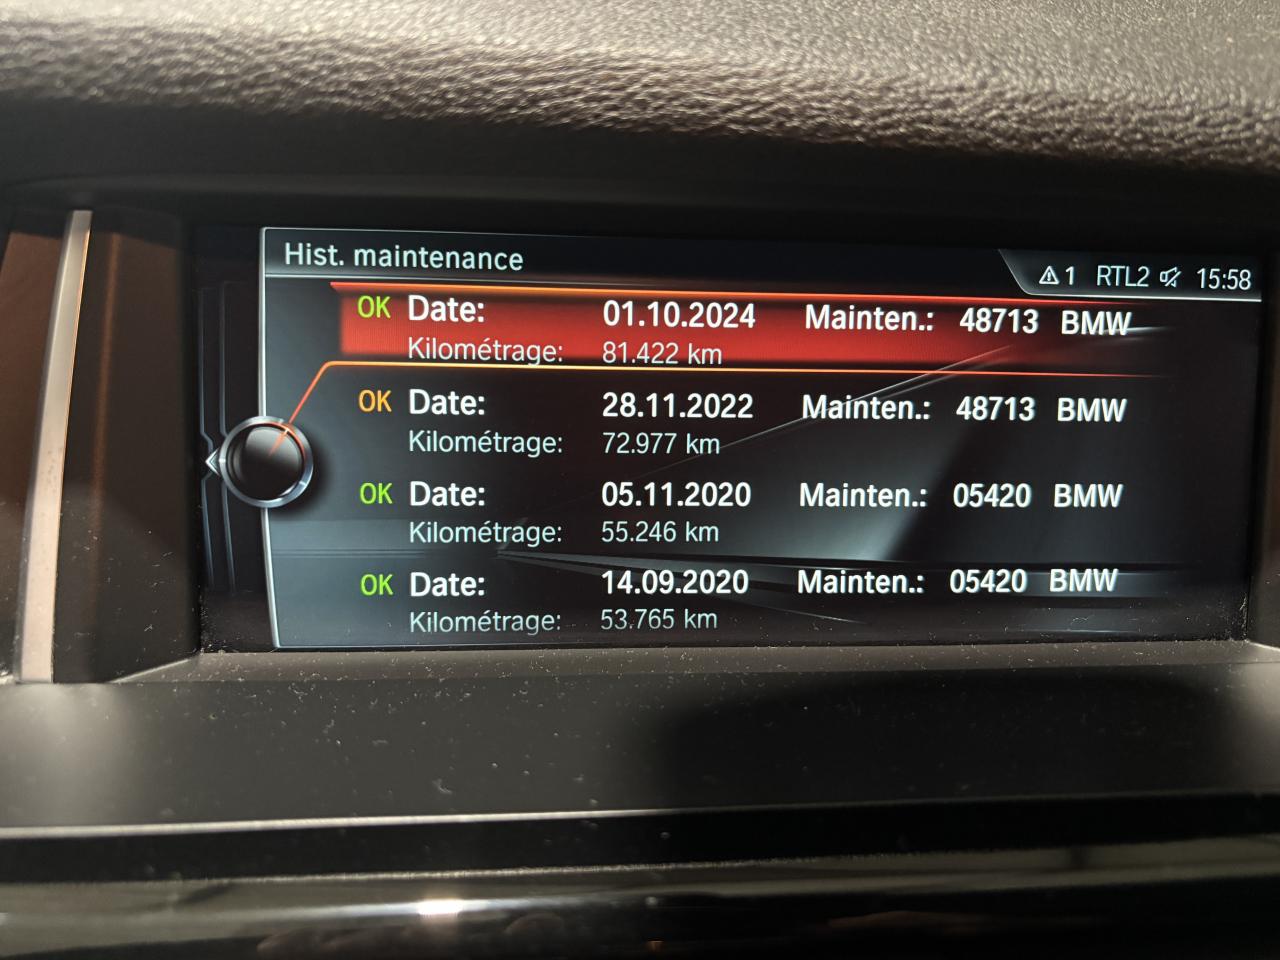 Hist. maintenance
1 RTL2 15:58
OK Date: 01.10.2024 Mainten.: 48713 BMW
Kilométrage: 81.422 km
OK Date: 28.11.2022 Mainten.: 48713 BMW
Kilométrage: 72.977 km
OK Date: 05.11.2020 Mainten.: 05420 BMW
Kilométrage: 55.246 km
OK Date: 14.09.2020 Mainten.: 05420 BMW
Kilométrage: 53.765 km